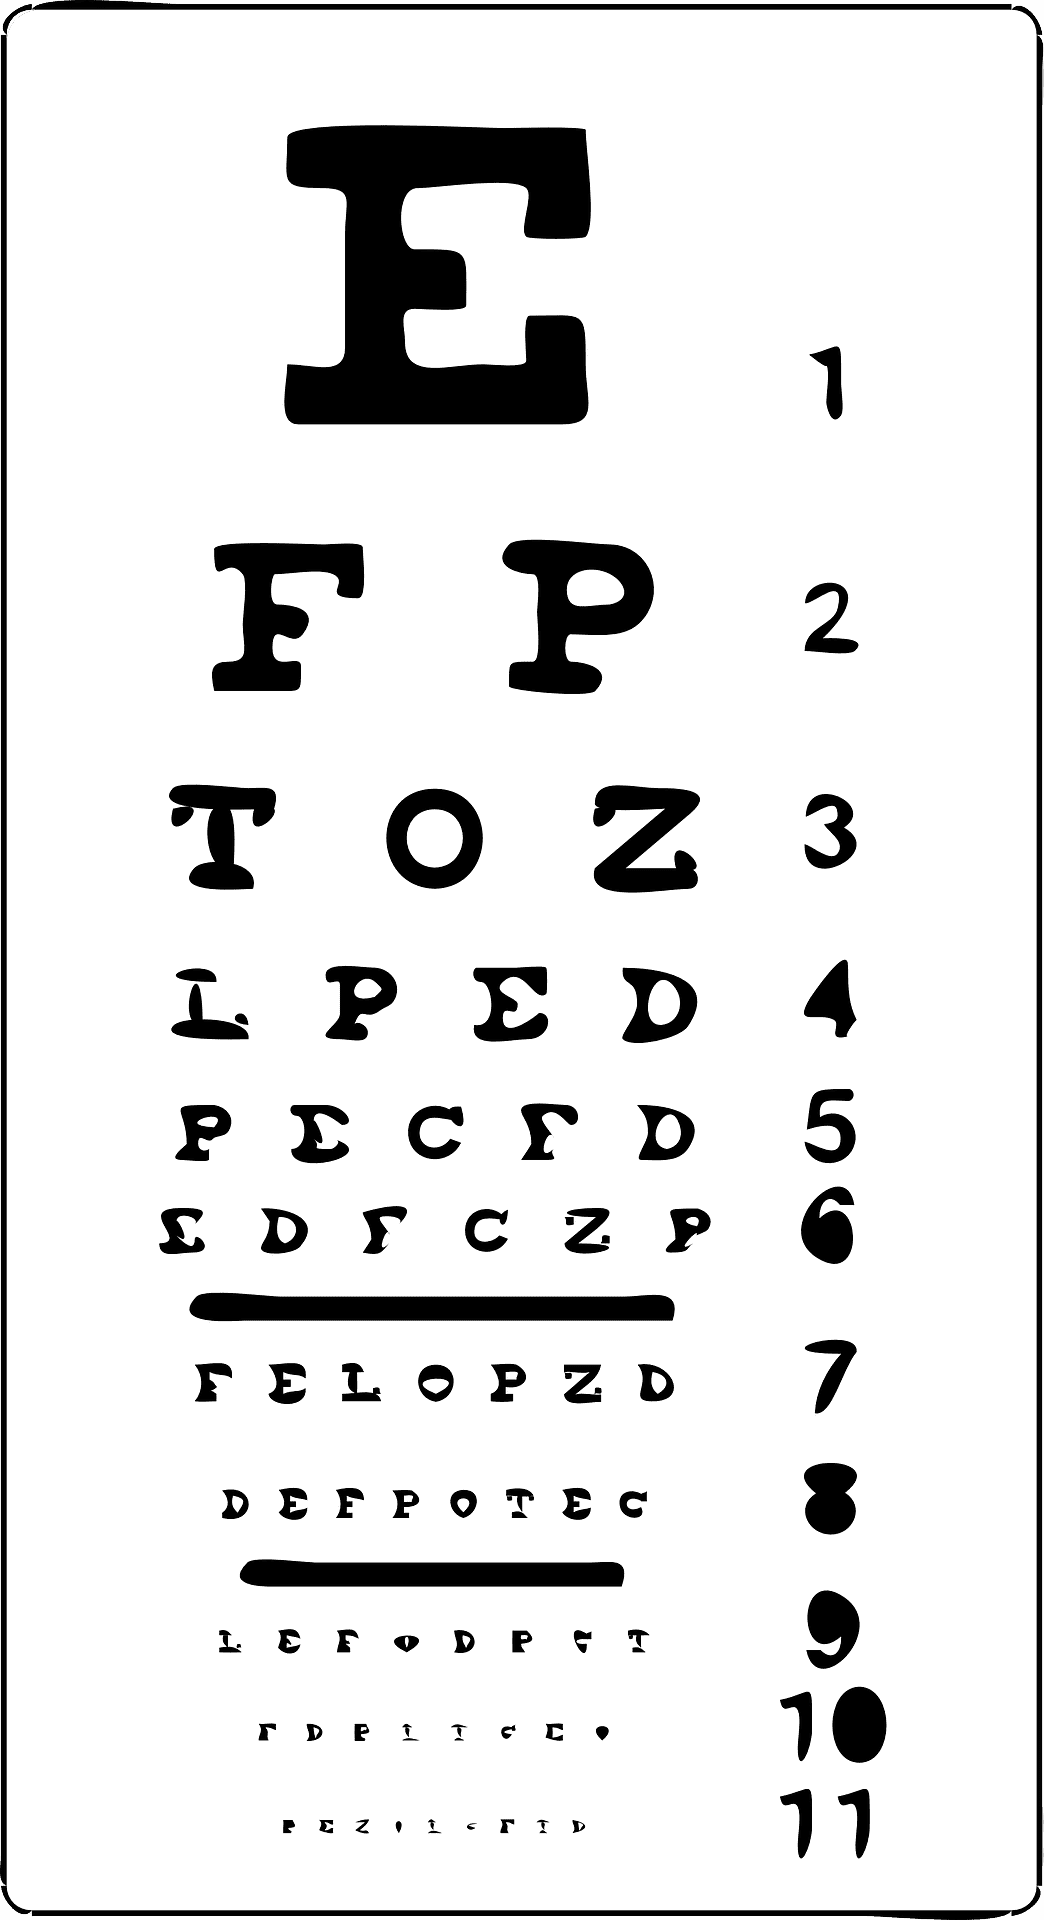 E 1
F P 2
T O Z 3
L P E D 4
P E C F D 5
E D F C Z P 6
F E L O P Z D 7
D E F P O T E C 8
L E F O D P C T 9
F D P L T C E O 10
P E Z O L C F T D 11